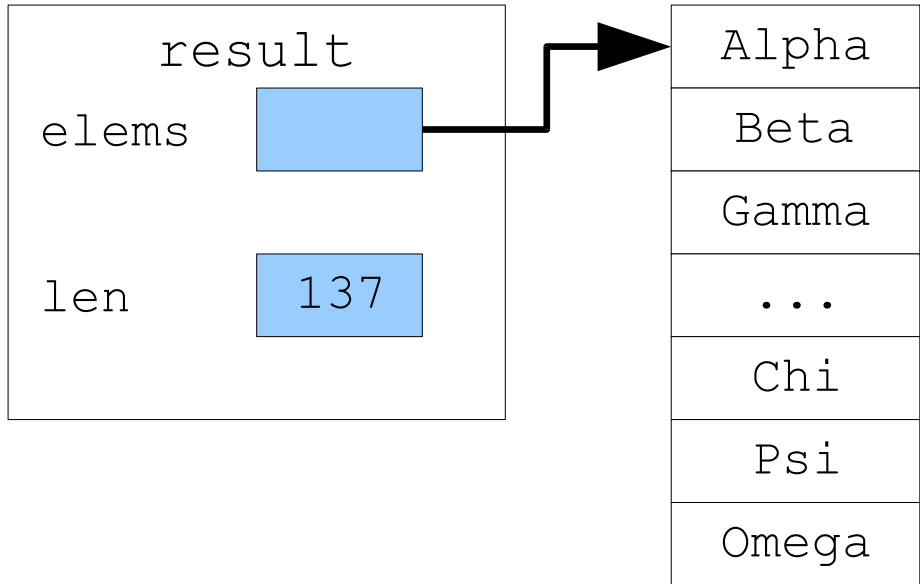 result
elems
len 137
Alpha
Beta
Gamma
...
Chi
Psi
Omega